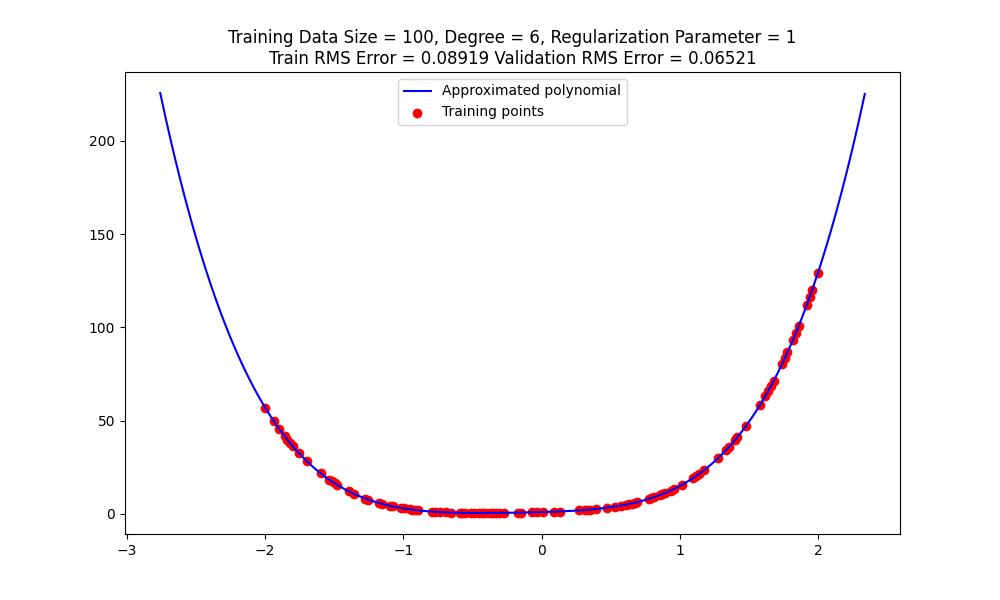 Training Data Size = 100, Degree = 6, Regularization Parameter = 1
Train RMS Error = 0.08919 Validation RMS Error = 0.06521
Approximated polynomial
Training points
200
150
100
50
0
−3 −2 −1 0 1 2